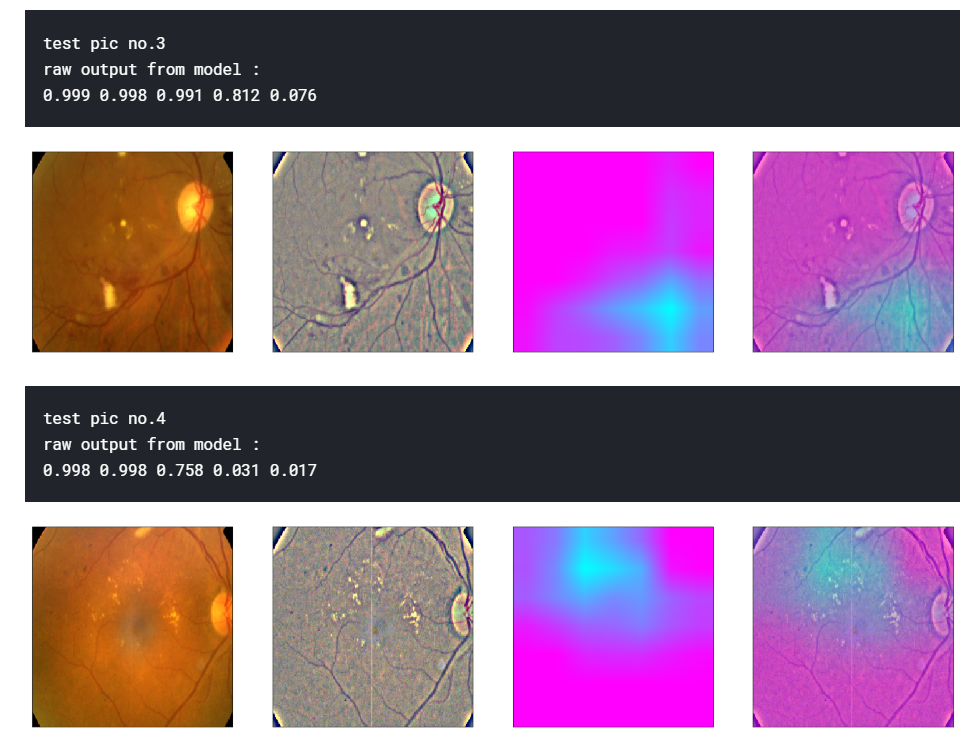 test pic no.3
raw output from model :
0.999 0.998 0.991 0.812 0.076
test pic no.4
raw output from model :
0.998 0.998 0.758 0.031 0.017